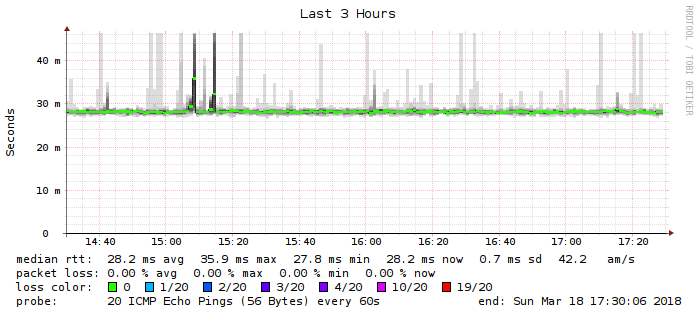 Last 3 Hours
RRDTOOL / TOBI OETIKER
Seconds
40 m
30 m
20 m
10 m
0
14:40 15:00 15:20 15:40 16:00 16:20 16:40 17:00 17:20
median rtt: 28.2 ms avg 35.9 ms max 27.8 ms min 28.2 ms now 0.7 ms sd 42.2 am/s
packet loss: 0.00 % avg 0.00 % max 0.00 % min 0.00 % now
loss color: 0 1/20 2/20 3/20 4/20 10/20 19/20
probe: 20 ICMP Echo Pings (56 Bytes) every 60s end: Sun Mar 18 17:30:06 2018